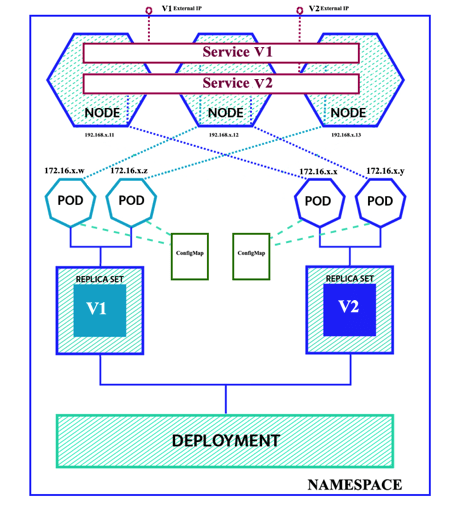 V1 External IP
V2 External IP
Service V1
Service V2
NODE
NODE
NODE
192.168.x.11
192.168.x.12
192.168.x.13
172.16.x.w
172.16.x.z
172.16.x.x
172.16.x.y
POD
POD
POD
POD
ConfigMap
ConfigMap
REPLICA SET
V1
REPLICA SET
V2
DEPLOYMENT
NAMESPACE